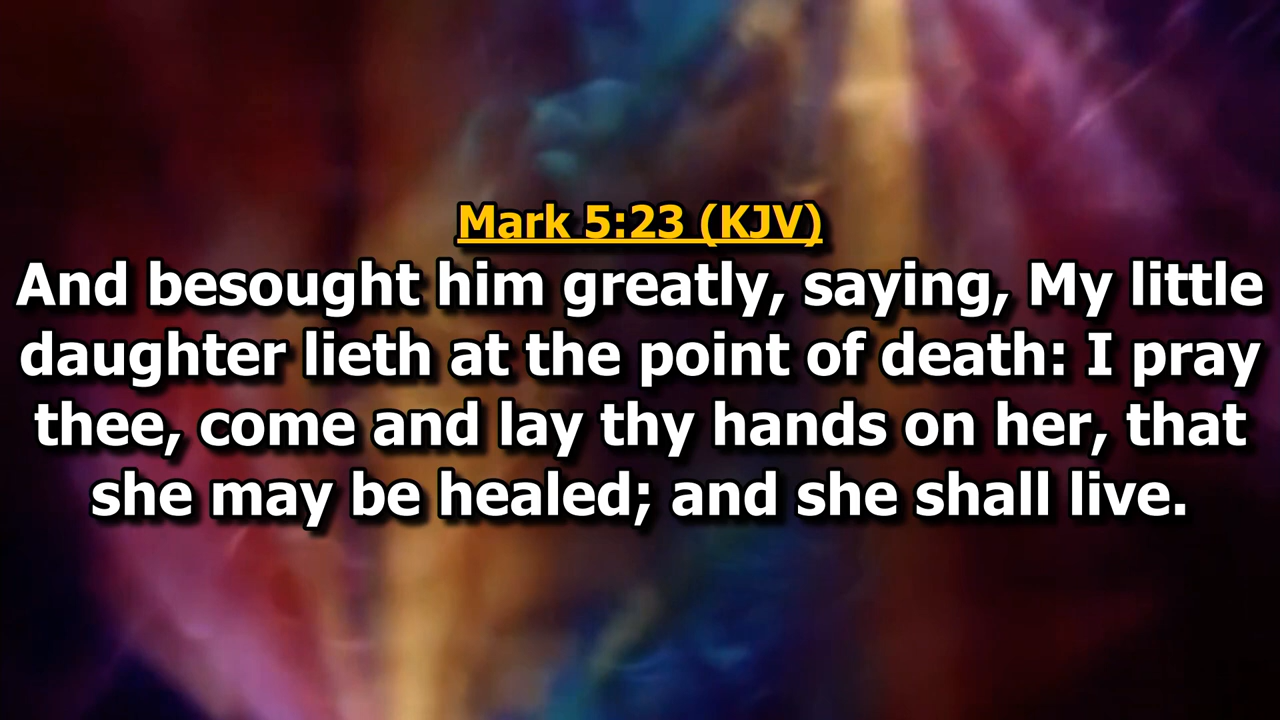 Mark 5:23 (KJV)
And besought him greatly, saying, My little
daughter lieth at the point of death: I pray
thee, come and lay thy hands on her, that
she may be healed; and she shall live.